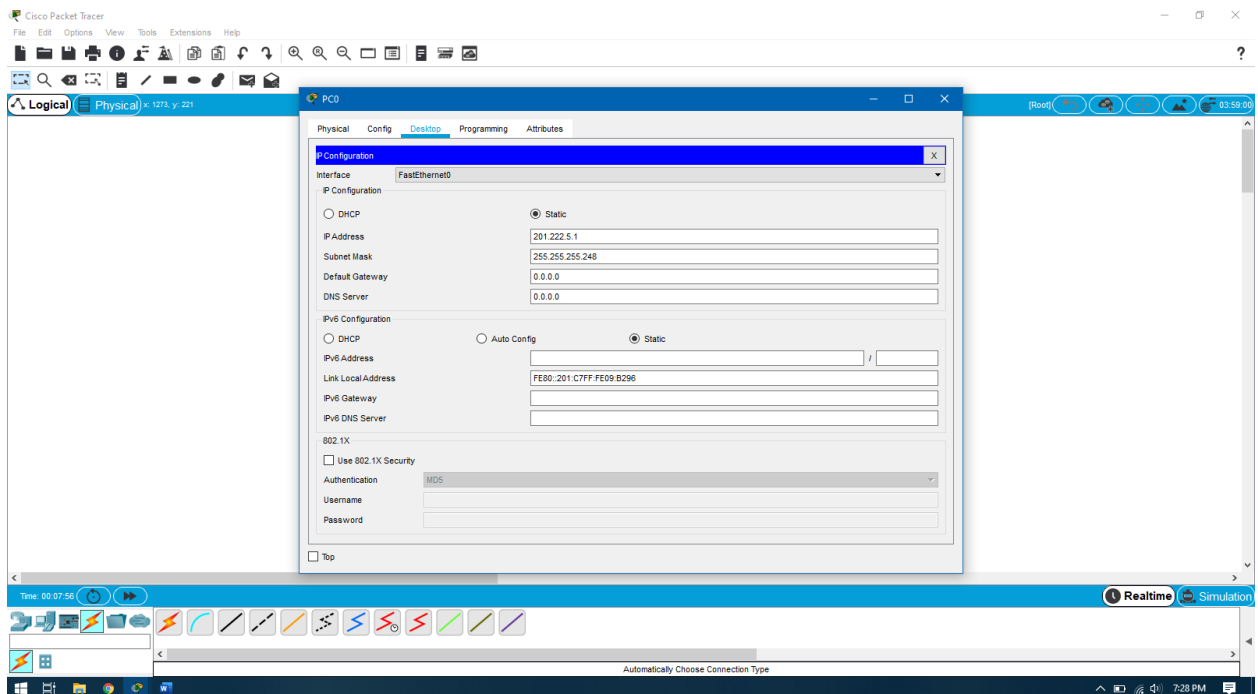 Cisco Packet Tracer
File Edit Options View Tools Extensions Help
?
Logical Physical x: 1273, y: 221
[Root] 03:59:00
PC0
Physical Config Desktop Programming Attributes
IP Configuration X
Interface FastEthernet0
IP Configuration
DHCP Static
IP Address 201.222.5.1
Subnet Mask 255.255.255.248
Default Gateway 0.0.0.0
DNS Server 0.0.0.0
IPv6 Configuration
DHCP Auto Config Static
IPv6 Address /
Link Local Address FE80::201:C7FF:FE09:B296
IPv6 Gateway
IPv6 DNS Server
802.1X
Use 802.1X Security
Authentication MD5
Username
Password
Top
Time: 00:07:56 Realtime Simulation
Automatically Choose Connection Type
7:28 PM